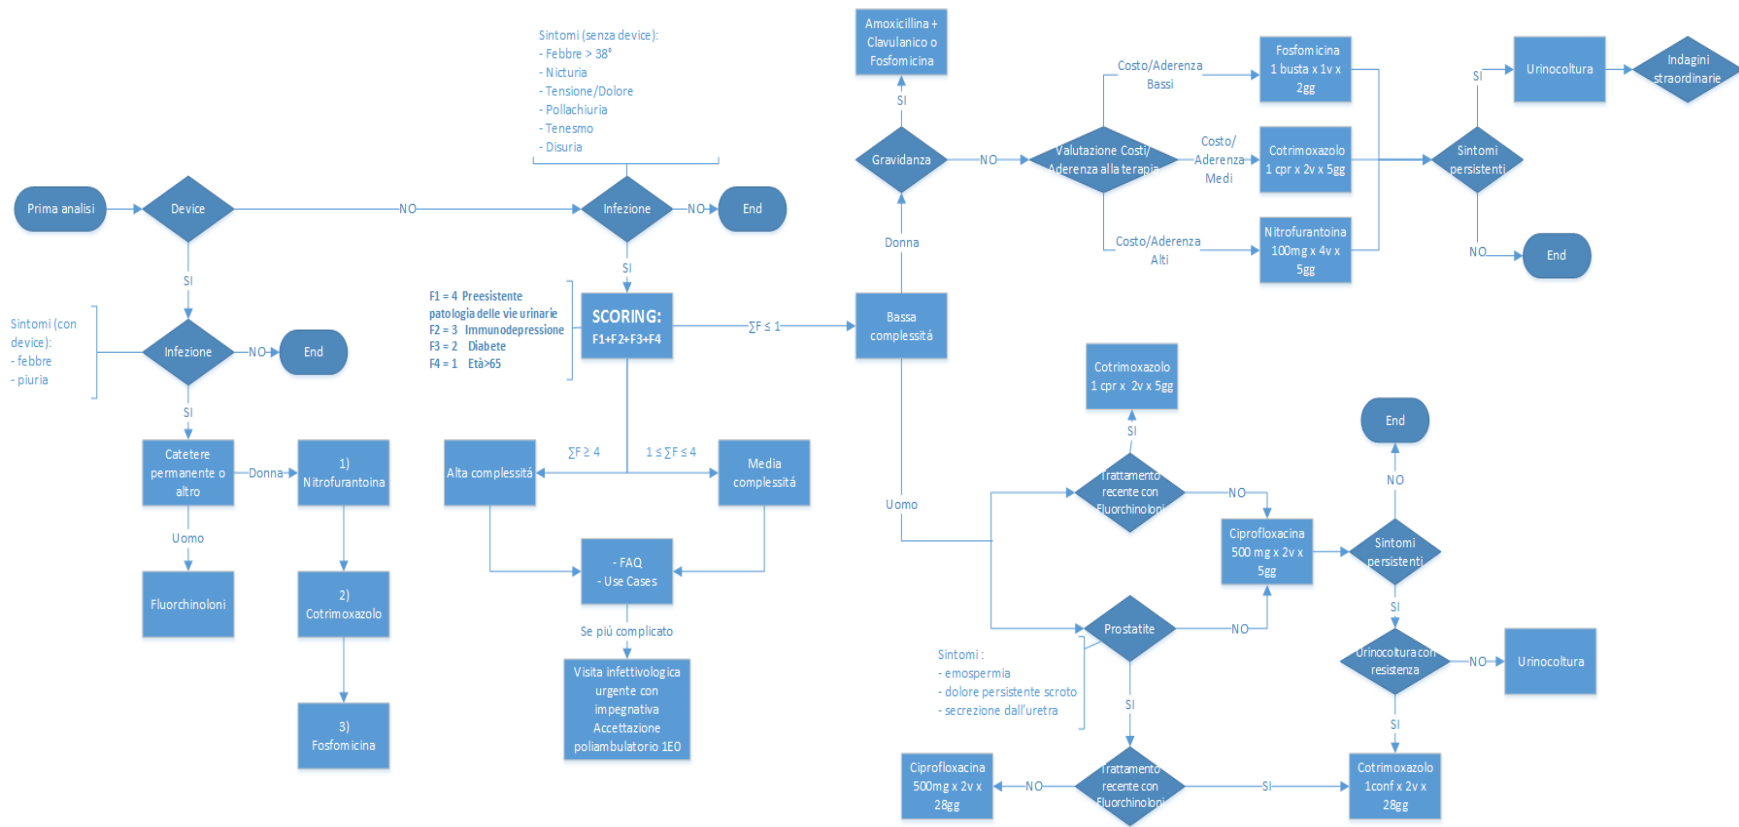 Prima analisi
Device
NO
SI
Sintomi (con
device):
- febbre
- piuria
Infezione
NO
End
SI
Catetere
permanente o
altro
Donna
1)
Nitrofurantoina
Uomo
Fluorchinoloni
2)
Cotrimoxazolo
3)
Fosfomicina
Sintomi (senza device):
- Febbre > 38°
- Nicturia
- Tensione/Dolore
- Pollachiuria
- Tenesmo
- Disuria
Infezione
NO
End
SI
F1 = 4 Preesistente
patologia delle vie urinarie
F2 = 3 Immunodepressione
F3 = 2 Diabete
F4 = 1 Età>65
SCORING:
F1+F2+F3+F4
∑F ≤ 1
∑F ≥ 4
1 ≤ ∑F ≤ 4
Alta complessitá
Media
complessitá
- FAQ
- Use Cases
Se piú complicato
Visita infettivologica
urgente con
impegnativa
Accettazione
poliambulatorio 1E0
Bassa
complessitá
Donna
Gravidanza
SI
Amoxicillina +
Clavulanico o
Fosfomicina
NO
Valutazione Costi/
Aderenza alla terapia
Costo/Aderenza
Bassi
Fosfomicina
1 busta x 1v x
2gg
Costo/
Aderenza
Medi
Cotrimoxazolo
1 cpr x 2v x 5gg
Costo/Aderenza
Alti
Nitrofurantoina
100mg x 4v x
5gg
Sintomi
persistenti
SI
Urinocoltura
Indagini
straordinarie
NO
End
Uomo
Cotrimoxazolo
1 cpr x 2v x 5gg
SI
Trattamento
recente con
Fluorchinoloni
NO
Ciprofloxacina
500 mg x 2v x
5gg
Prostatite
NO
Sintomi :
- emospermia
- dolore persistente scroto
- secrezione dall'uretra
SI
Trattamento
recente con
Fluorchinoloni
NO
Ciprofloxacina
500mg x 2v x
28gg
SI
Cotrimoxazolo
1conf x 2v x
28gg
End
NO
Sintomi
persistenti
SI
Urinocoltura con
resistenza
NO
Urinocoltura
SI